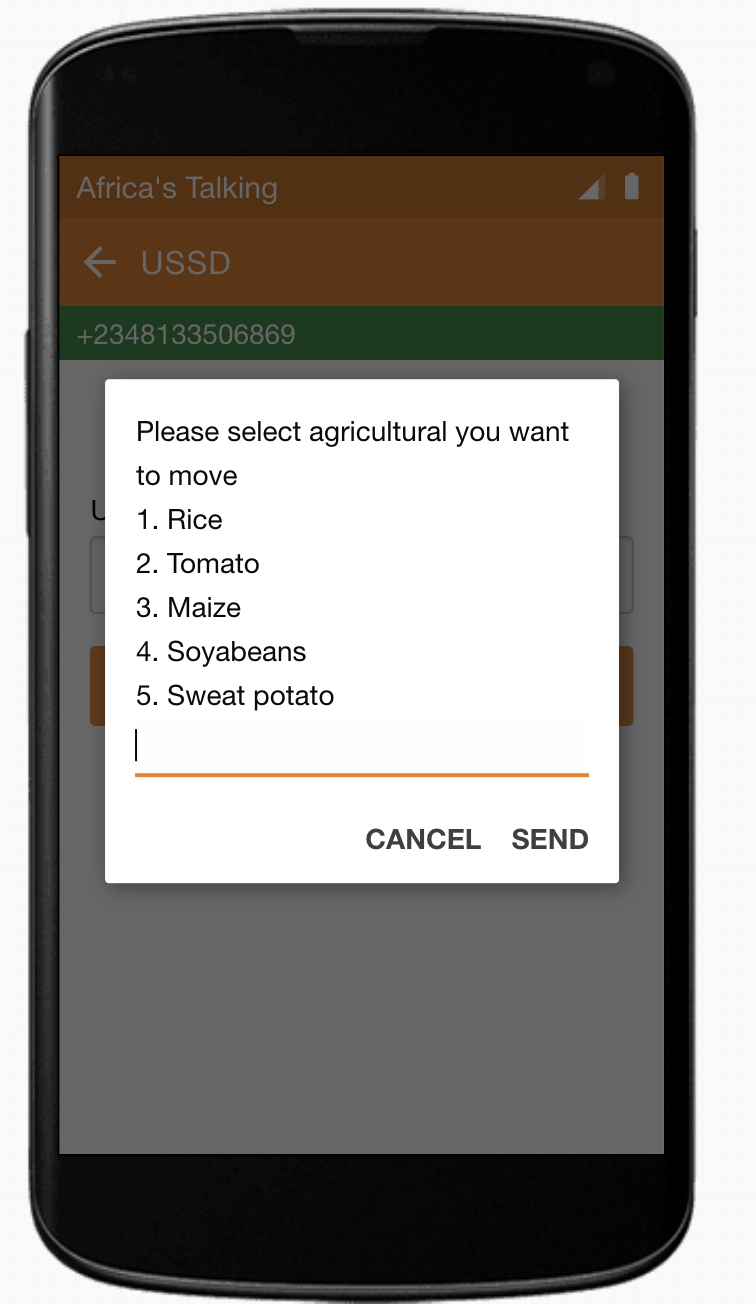 Africa's Talking
USSD
+2348133506869
Please select agricultural you want
to move
1. Rice
2. Tomato
3. Maize
4. Soyabeans
5. Sweat potato
CANCEL SEND